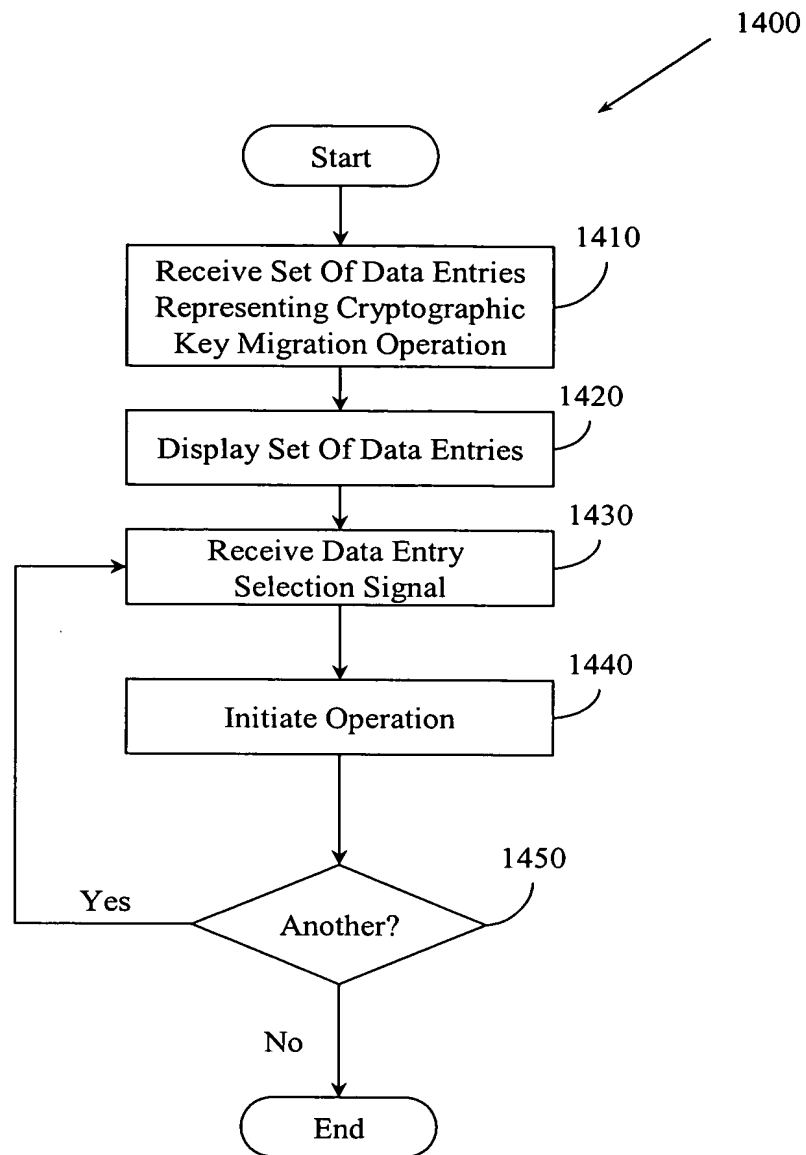 1400
Start
1410
Receive Set Of Data Entries
Representing Cryptographic
Key Migration Operation
1420
Display Set Of Data Entries
1430
Receive Data Entry
Selection Signal
1440
Initiate Operation
1450
Yes
Another?
No
End